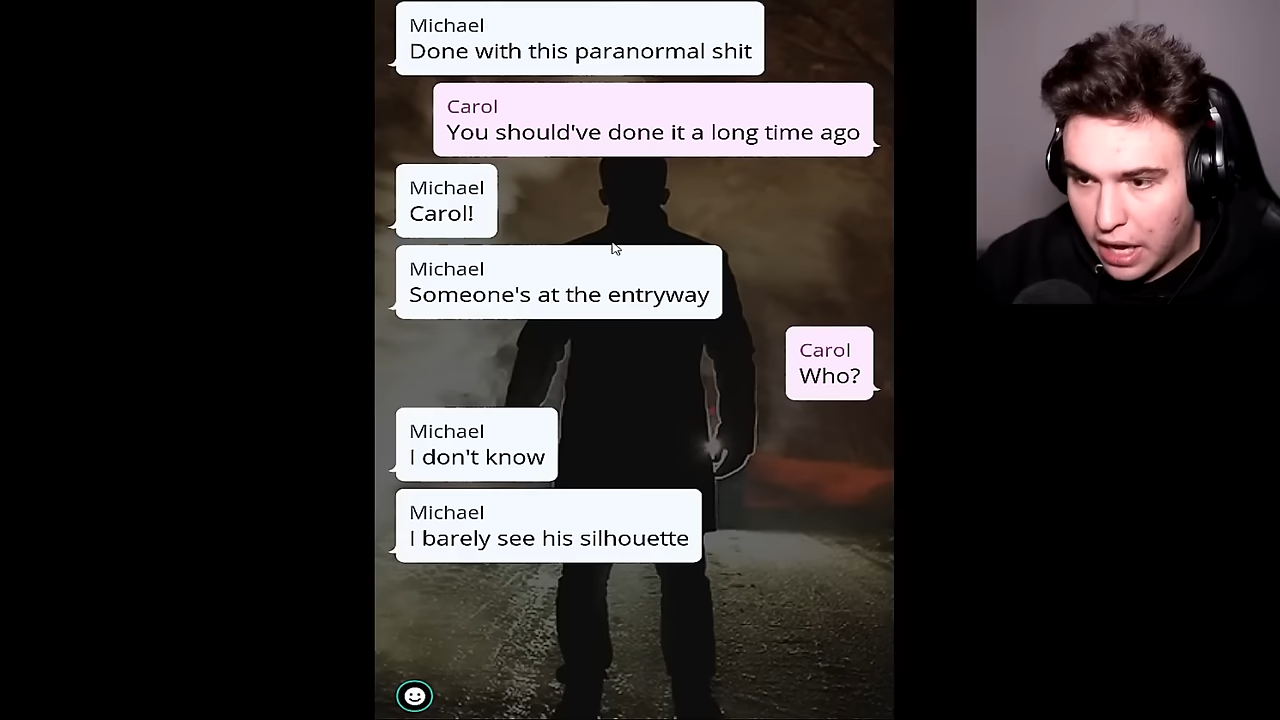 Michael
Done with this paranormal shit
Carol
You should've done it a long time ago
Michael
Carol!
Michael
Someone's at the entryway
Carol
Who?
Michael
I don't know
Michael
I barely see his silhouette